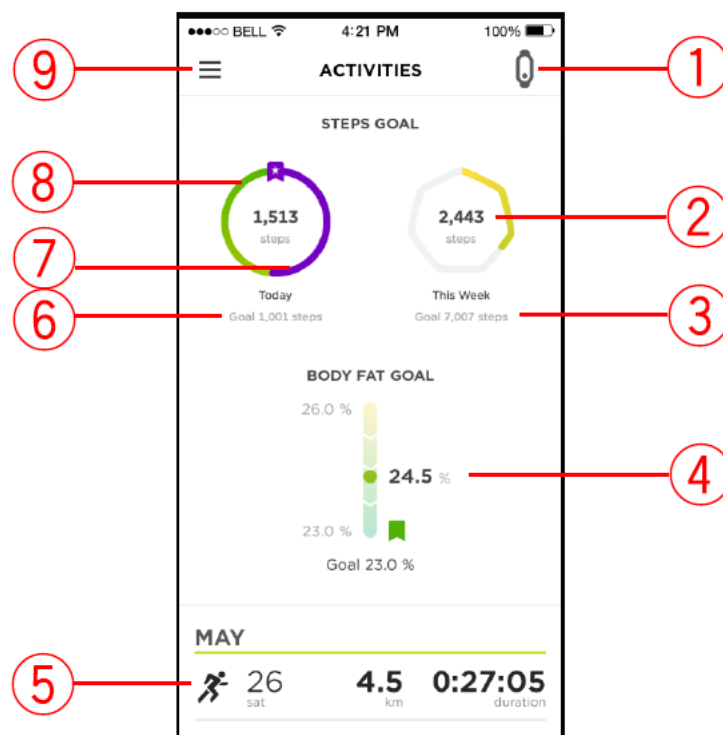 ●●●○○ BELL 4:21 PM 100%
9
ACTIVITIES
1
STEPS GOAL
8
1,513
steps
2,443
steps
2
7
Today
This Week
6
Goal 1,001 steps
Goal 7,007 steps
3
BODY FAT GOAL
26.0 %
24.5 %
4
23.0 %
Goal 23.0 %
MAY
5
26
sat
4.5
km
0:27:05
duration